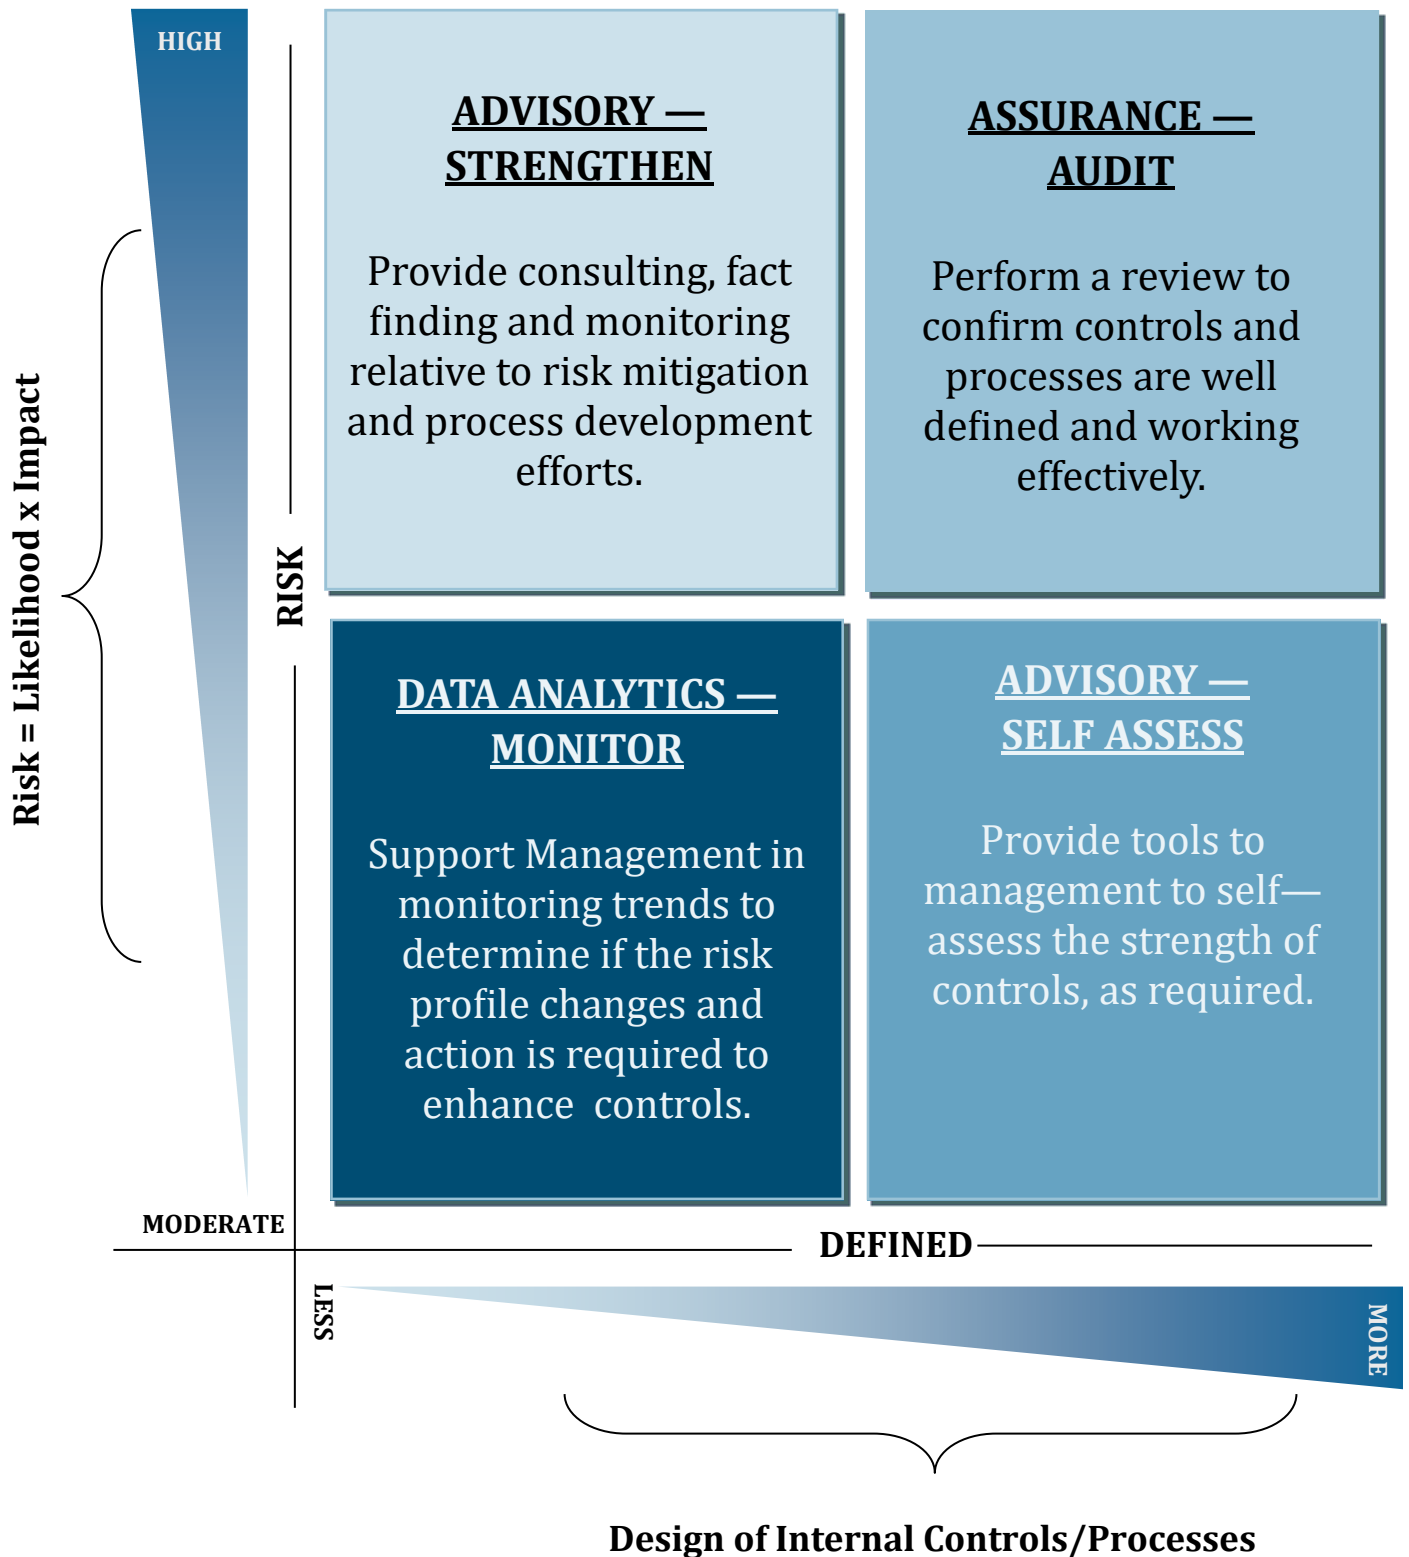 HIGH
ADVISORY —
STRENGTHEN
Provide consulting, fact
finding and monitoring
relative to risk mitigation
and process development
efforts.
ASSURANCE —
AUDIT
Perform a review to
confirm controls and
processes are well
defined and working
effectively.
Risk = Likelihood x Impact
RISK
DATA ANALYTICS —
MONITOR
Support Management in
monitoring trends to
determine if the risk
profile changes and
action is required to
enhance  controls.
ADVISORY —
SELF ASSESS
Provide tools to
management to self—
assess the strength of
controls, as required.
MODERATE
DEFINED
LESS
MORE
Design of Internal Controls/Processes